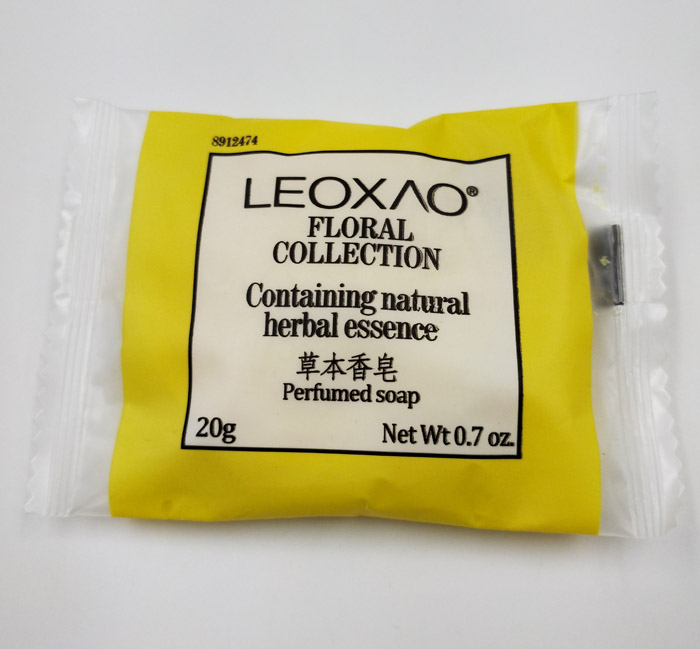 8912474
LEOXAO®
FLORAL
COLLECTION
Containing natural
herbal essence
草本香皂
Perfumed soap
20g
Net Wt 0.7 oz.